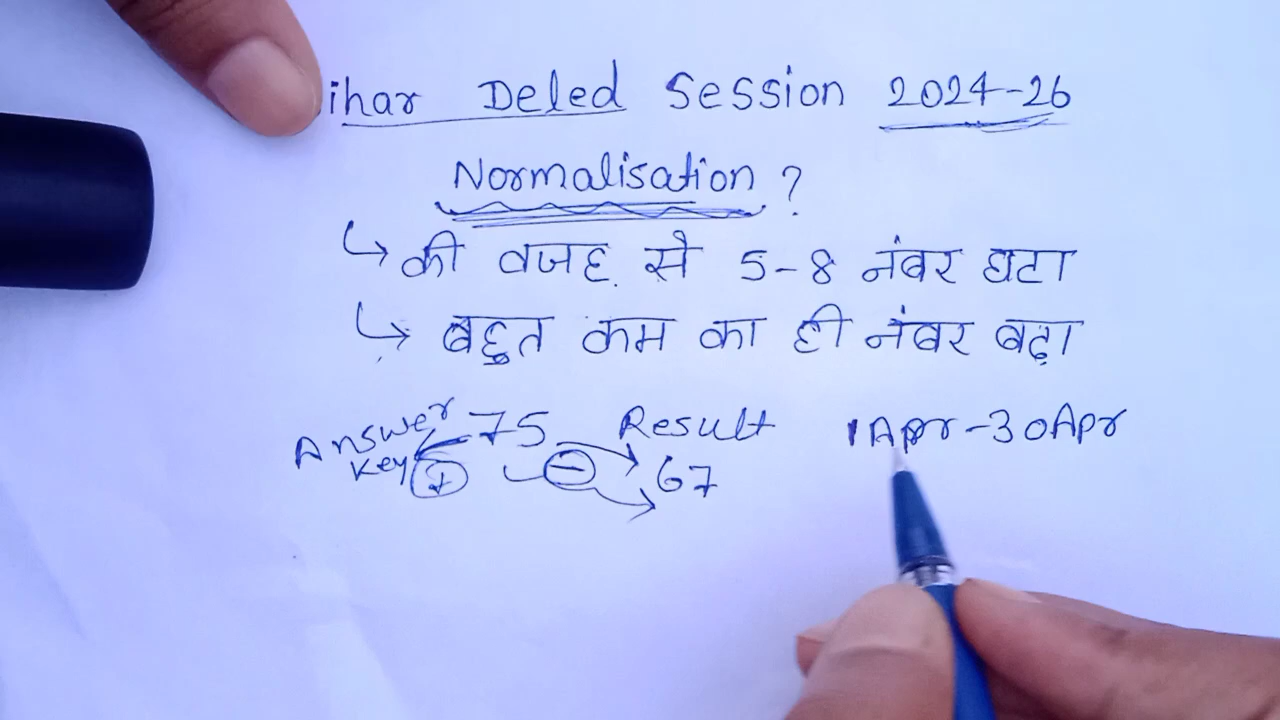 ihar Deled Session 2024-26
Normalisation ?
↳ की वजह से 5-8 नंबर घटा
↳ बहुत कम का ही नंबर बढ़ा
Answer Key 75 Result 1Apr-30Apr
+ - 67